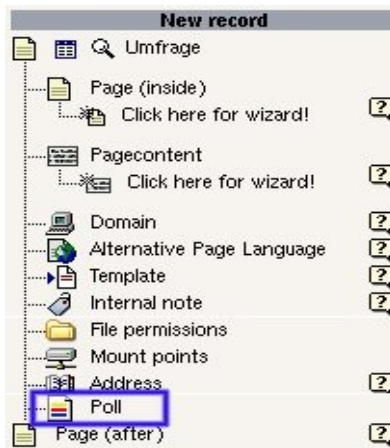 New record
Umfrage
Page (inside)
Click here for wizard!
Pagecontent
Click here for wizard!
Domain
Alternative Page Language
Template
Internal note
File permissions
Mount points
Address
Poll
Page (after)